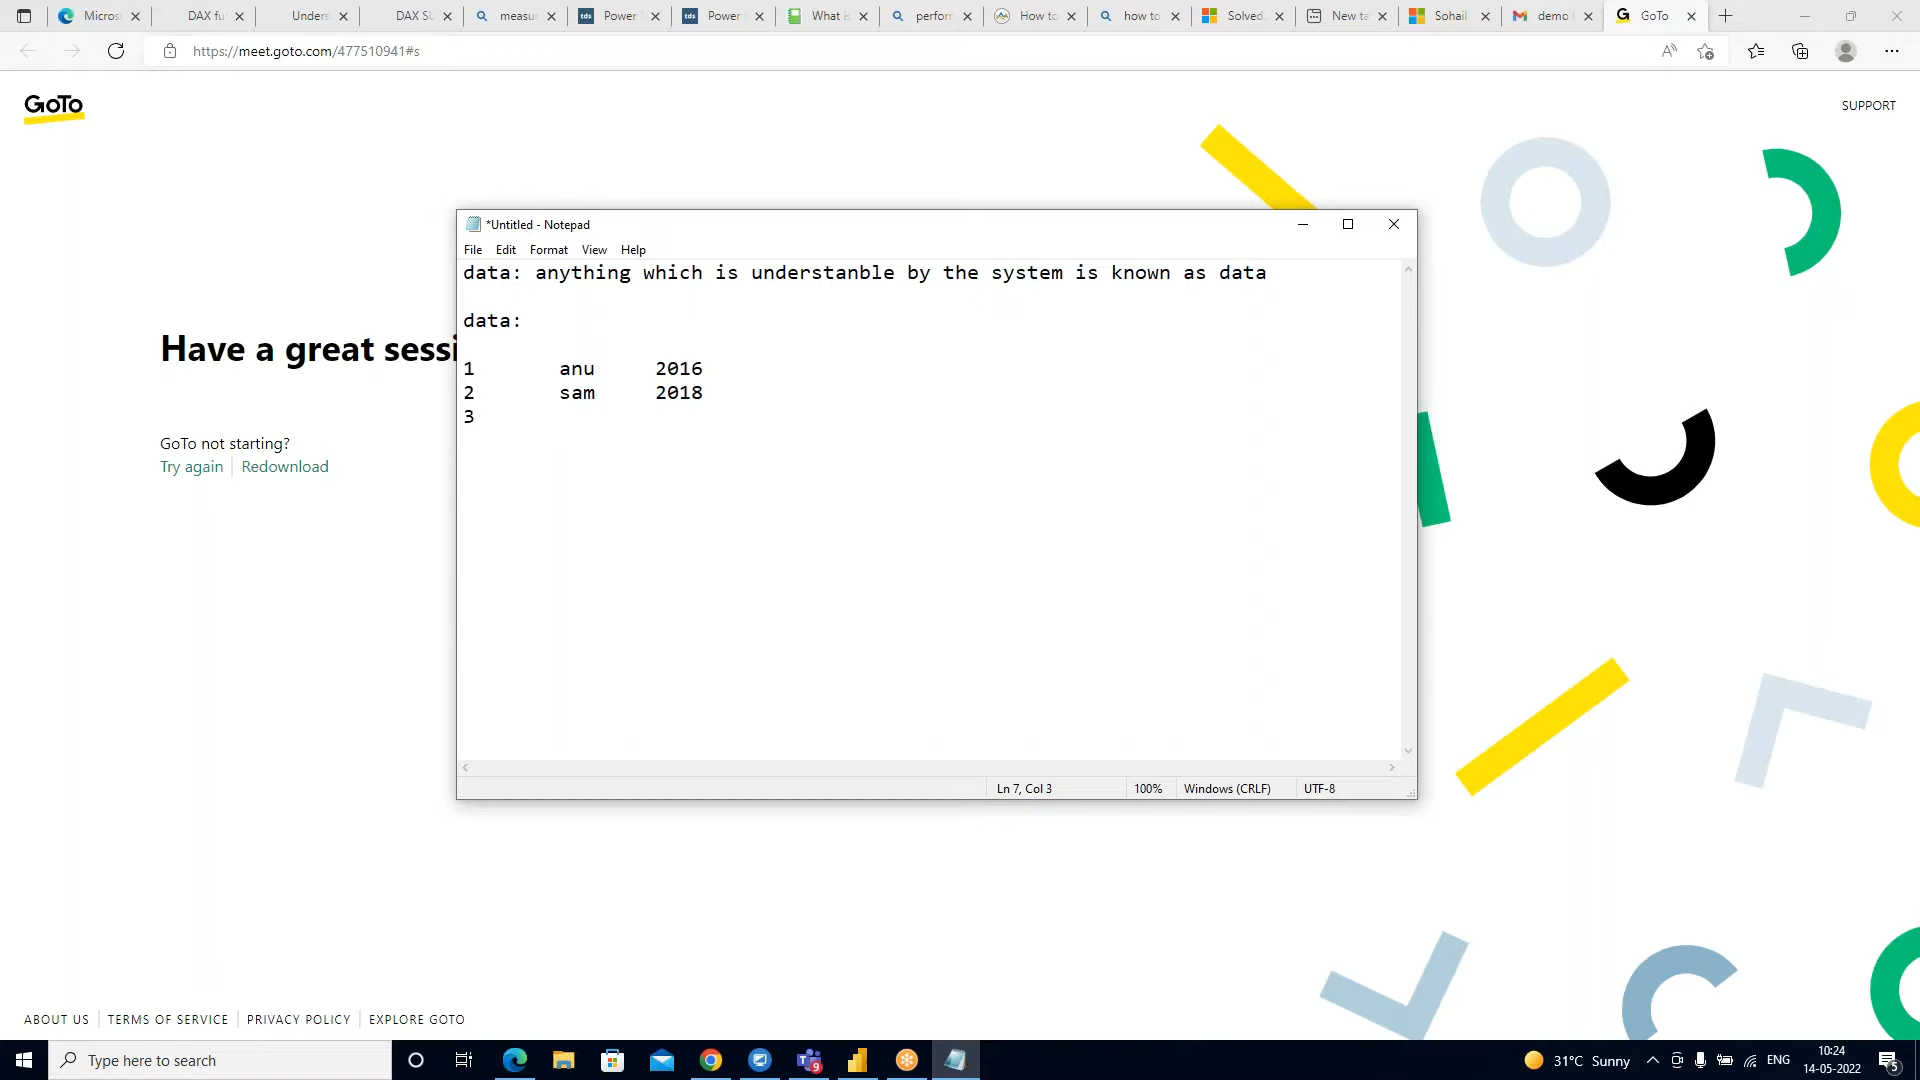 Micros
DAX fu
Unders
DAX SU
measur
Power
tds
Power
tds
What is
perform
How to
how to
Solved
New ta
Sohail
demo
GoTo
https://meet.goto.com/477510941#s
GoTo
SUPPORT
*Untitled - Notepad
File Edit Format View Help
data: anything which is understanble by the system is known as data
data:
1 anu 2016
2 sam 2018
3
Have a great sessi
GoTo not starting?
Try again Redownload
Ln 7, Col 3 100% Windows (CRLF) UTF-8
ABOUT US TERMS OF SERVICE PRIVACY POLICY EXPLORE GOTO
Type here to search
9
31°C Sunny
ENG
10:24
14-05-2022
5